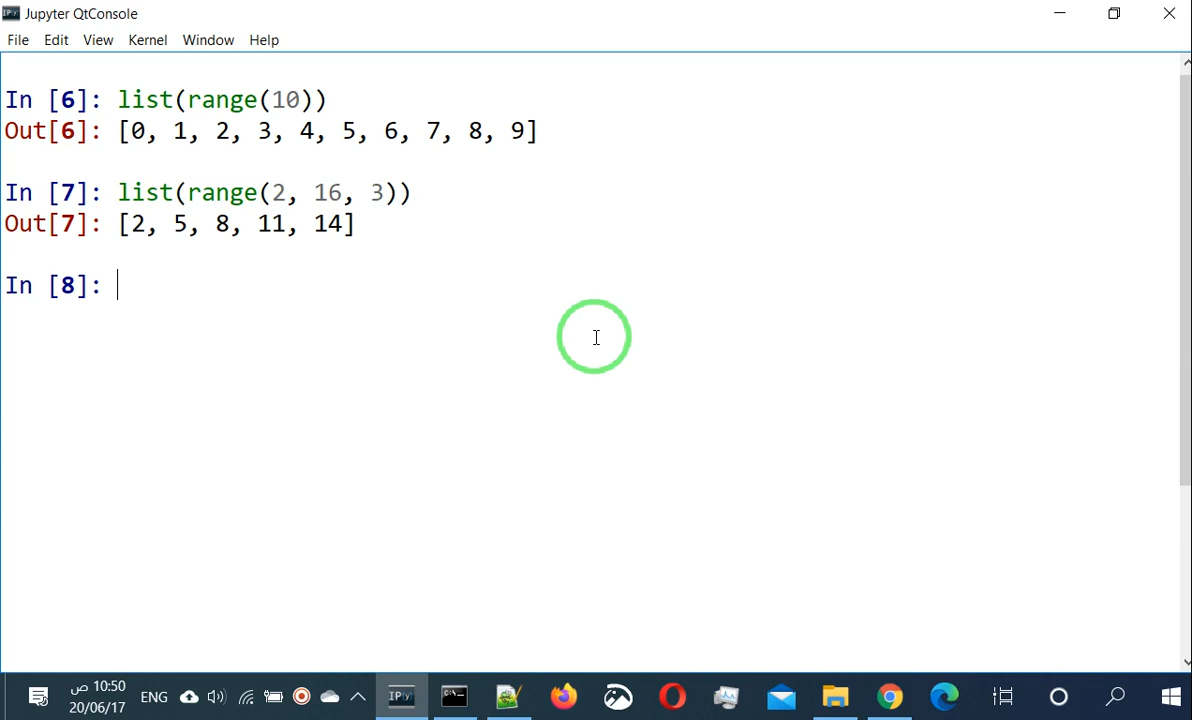 Jupyter QtConsole
File Edit View Kernel Window Help
In [6]: list(range(10))
Out[6]: [0, 1, 2, 3, 4, 5, 6, 7, 8, 9]
In [7]: list(range(2, 16, 3))
Out[7]: [2, 5, 8, 11, 14]
In [8]:
10:50 ص
20/06/17
ENG